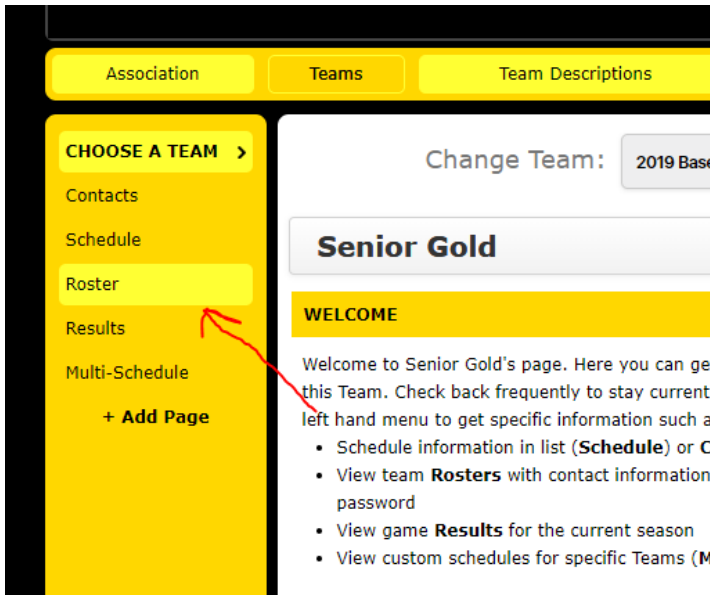 Association
Teams
Team Descriptions
CHOOSE A TEAM
Contacts
Schedule
Roster
Results
Multi-Schedule
+ Add Page
Change Team:
2019 Base
Senior Gold
WELCOME
Welcome to Senior Gold's page. Here you can ge
this Team. Check back frequently to stay current
left hand menu to get specific information such a
• Schedule information in list (Schedule) or C
• View team Rosters with contact information
password
• View game Results for the current season
• View custom schedules for specific Teams (M